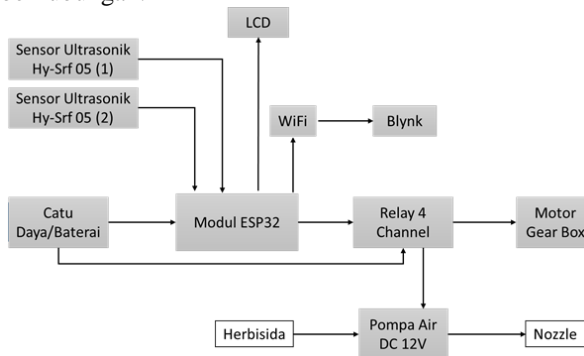 LCD
Sensor Ultrasonik
Hy-Srf 05 (1)
Sensor Ultrasonik
Hy-Srf 05 (2)
WiFi
Blynk
Catu
Daya/Baterai
Modul ESP32
Relay 4
Channel
Motor
Gear Box
Herbisida
Pompa Air
DC 12V
Nozzle